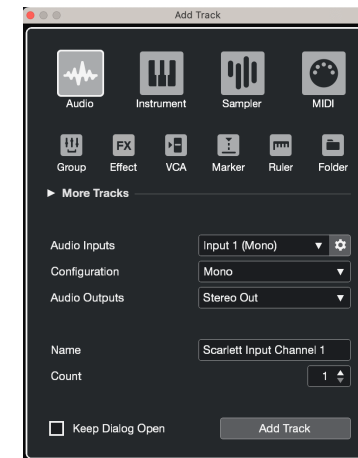 Add Track
Audio Instrument Sampler MIDI
FX
Group Effect VCA Marker Ruler Folder
► More Tracks
Audio Inputs Input 1 (Mono)
Configuration Mono
Audio Outputs Stereo Out
Name Scarlett Input Channel 1
Count 1
Keep Dialog Open Add Track